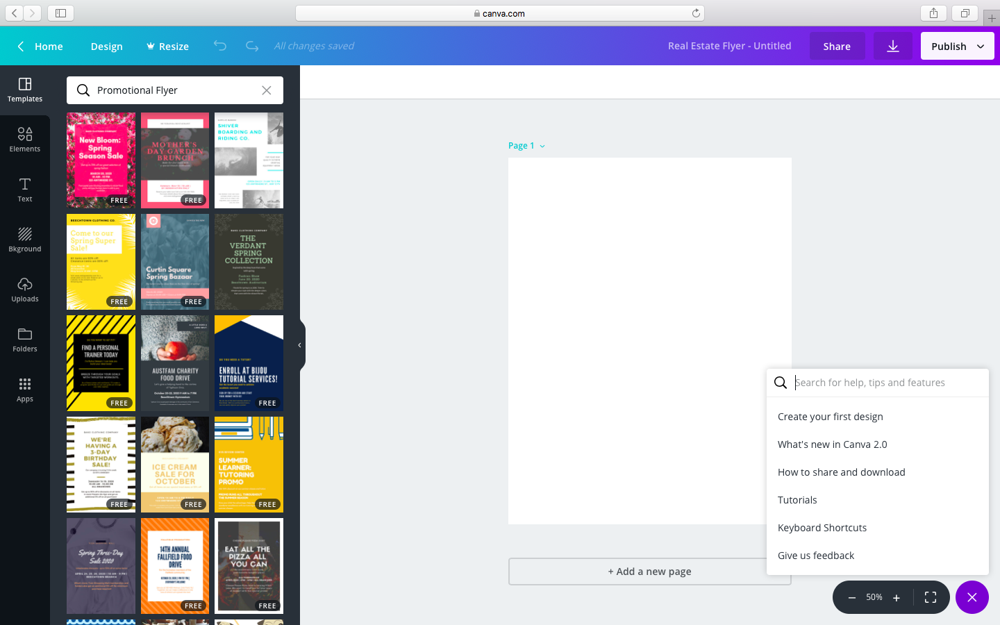 canva.com
Home
Design
Resize
All changes saved
Real Estate Flyer - Untitled
Share
Publish
Templates
Elements
Text
Bkground
Uploads
Folders
Apps
Promotional Flyer
New Bloom:
Spring
Season Sale
FREE
MOTHER'S
DAY GARDEN
BRUNCH
FREE
SHIVER
BOARDING AND
RIDING CO.
BEECHTOWN CLOTHING CO.
Come to our
Spring Super
Sale!
FREE
Curtin Square
Spring Bazaar
FREE
THE
VERDANT
SPRING
COLLECTION
FIND A PERSONAL
TRAINER TODAY
FREE
AUSTFAM CHARITY
FOOD DRIVE
ENROLL AT BIJOU
TUTORIAL SERVICES!
FREE
WE'RE
HAVING A
3-DAY
BIRTHDAY
SALE!
FREE
ICE CREAM
SALE FOR
OCTOBER
FREE
SUMMER
LEARNER:
TUTORING
PROMO
FREE
Spring Three-Day
Sale 2020
14TH ANNUAL
FALLFIELD FOOD
DRIVE
FREE
EAT ALL THE
PIZZA ALL
YOU CAN
FREE
Page 1
+ Add a new page
Search for help, tips and features
Create your first design
What's new in Canva 2.0
How to share and download
Tutorials
Keyboard Shortcuts
Give us feedback
50%